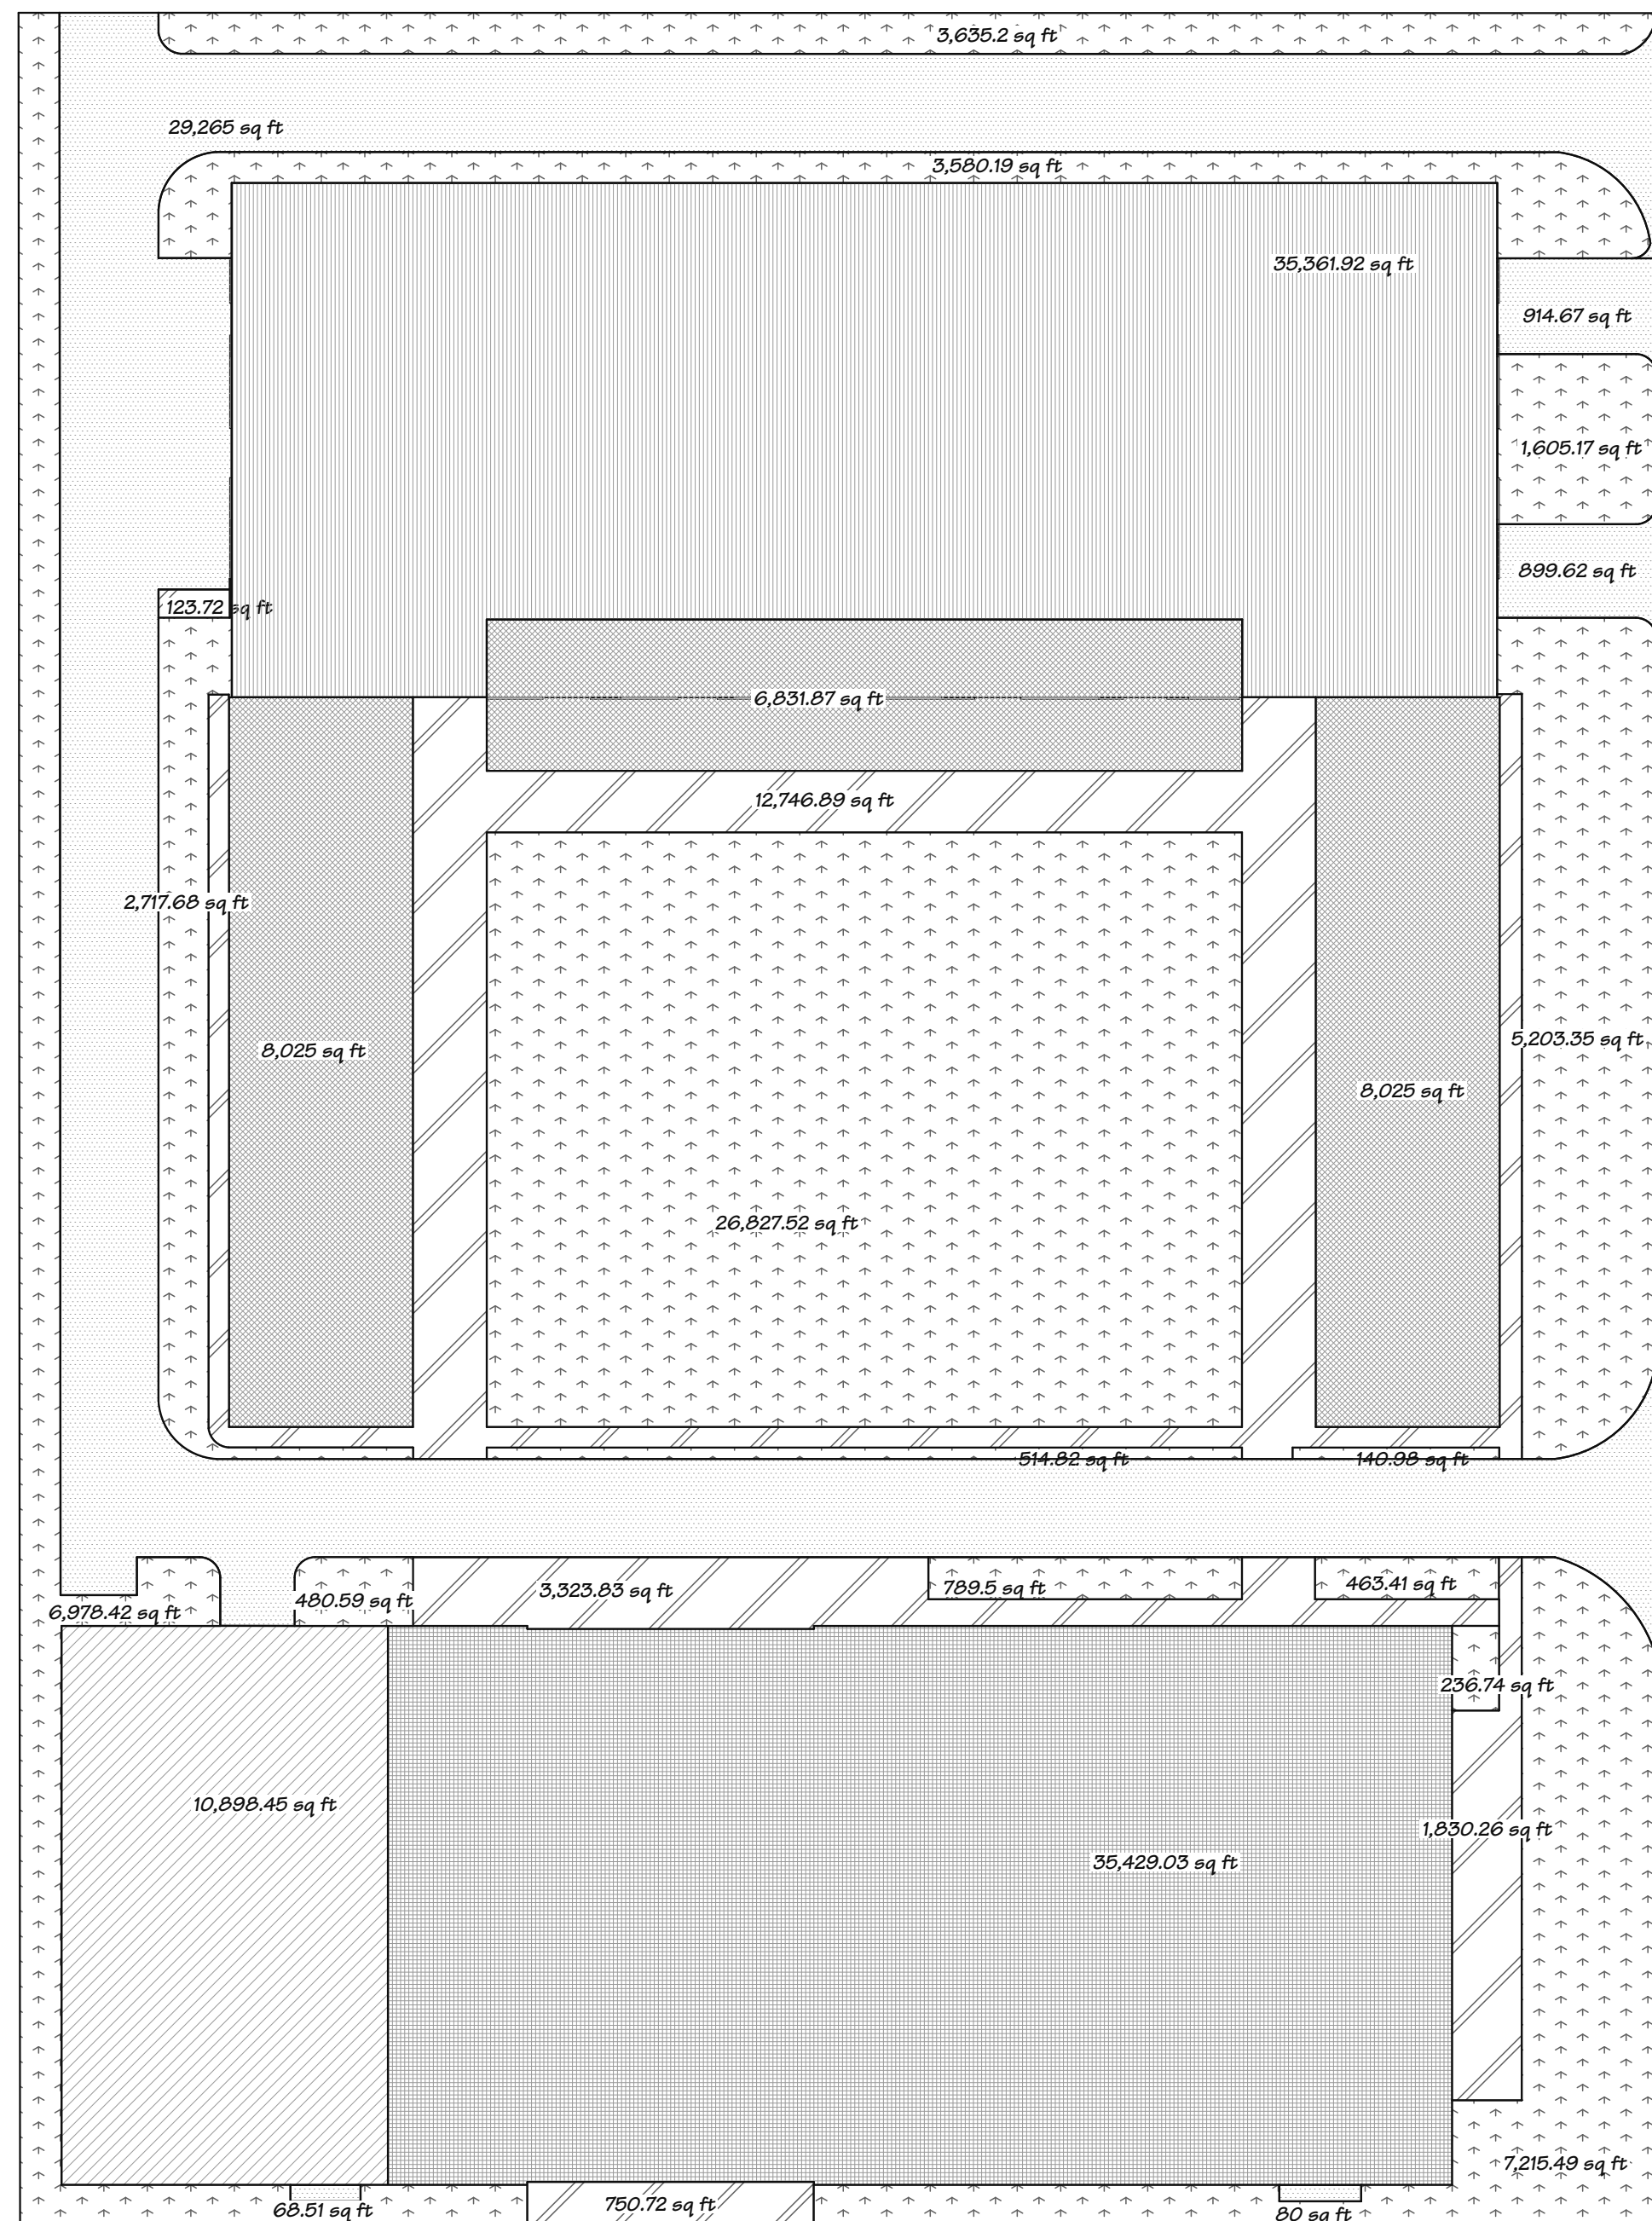 3,635.2 sq ft
29,265 sq ft
3,580.19 sq ft
35,361.92 sq ft
914.67 sq ft
1,605.17 sq ft
899.62 sq ft
123.72 sq ft
6,831.87 sq ft
12,746.89 sq ft
2,717.68 sq ft
5,203.35 sq ft
8,025 sq ft
8,025 sq ft
26,827.52 sq ft
514.82 sq ft
140.98 sq ft
789.5 sq ft
463.41 sq ft
3,323.83 sq ft
480.59 sq ft
6,978.42 sq ft
236.74 sq ft
10,898.45 sq ft
1,830.26 sq ft
35,429.03 sq ft
7,215.49 sq ft
750.72 sq ft
68.51 sq ft
80 sq ft